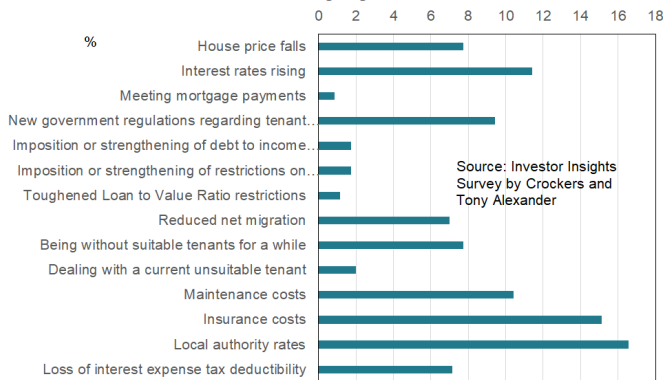 0 2 4 6 8 10 12 14 16 18
%
House price falls
Interest rates rising
Meeting mortgage payments
New government regulations regarding tenant…
Imposition or strengthening of debt to income…
Imposition or strengthening of restrictions on…
Source: Investor Insights
Survey by Crockers and
Tony Alexander
Toughened Loan to Value Ratio restrictions
Reduced net migration
Being without suitable tenants for a while
Dealing with a current unsuitable tenant
Maintenance costs
Insurance costs
Local authority rates
Loss of interest expense tax deductibility